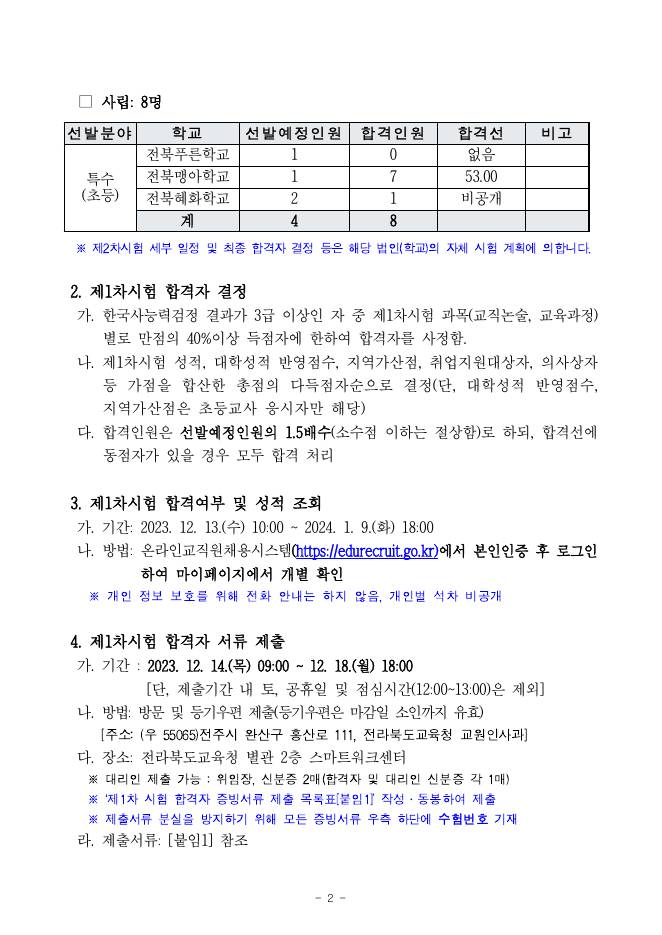 □ 사립: 8명
선발분야 학교 선발예정인원 합격인원 합격선 비고
특수(초등) 전북푸른학교 1 0 없음
전북맹아학교 1 7 53.00
전북혜화학교 2 1 비공개
계 4 8
※ 제2차시험 세부 일정 및 최종 합격자 결정 등은 해당 법인(학교)의 자체 시험 계획에 의합니다.
2. 제1차시험 합격자 결정
가. 한국사능력검정 결과가 3급 이상인 자 중 제1차시험 과목(교직논술, 교육과정)
별로 만점의 40%이상 득점자에 한하여 합격자를 사정함.
나. 제1차시험 성적, 대학성적 반영점수, 지역가산점, 취업지원대상자, 의사상자
등 가점을 합산한 총점의 다득점자순으로 결정(단, 대학성적 반영점수,
지역가산점은 초등교사 응시자만 해당)
다. 합격인원은 선발예정인원의 1.5배수(소수점 이하는 절상함)로 하되, 합격선에
동점자가 있을 경우 모두 합격 처리
3. 제1차시험 합격여부 및 성적 조회
가. 기간: 2023. 12. 13.(수) 10:00 ~ 2024. 1. 9.(화) 18:00
나. 방법: 온라인교직원채용시스템(https://edurecruit.go.kr)에서 본인인증 후 로그인
하여 마이페이지에서 개별 확인
※ 개인 정보 보호를 위해 전화 안내는 하지 않음, 개인별 석차 비공개
4. 제1차시험 합격자 서류 제출
가. 기간 : 2023. 12. 14.(목) 09:00 ~ 12. 18.(월) 18:00
[단, 제출기간 내 토, 공휴일 및 점심시간(12:00~13:00)은 제외]
나. 방법: 방문 및 등기우편 제출(등기우편은 마감일 소인까지 유효)
[주소: (우 55065)전주시 완산구 홍산로 111, 전라북도교육청 교원인사과]
다. 장소: 전라북도교육청 별관 2층 스마트워크센터
※ 대리인 제출 가능 : 위임장, 신분증 2매(합격자 및 대리인 신분증 각 1매)
※ '제1차 시험 합격자 증빙서류 제출 목록표[붙임1]' 작성·동봉하여 제출
※ 제출서류 분실을 방지하기 위해 모든 증빙서류 우측 하단에 수험번호 기재
라. 제출서류: [붙임1] 참조
- 2 -